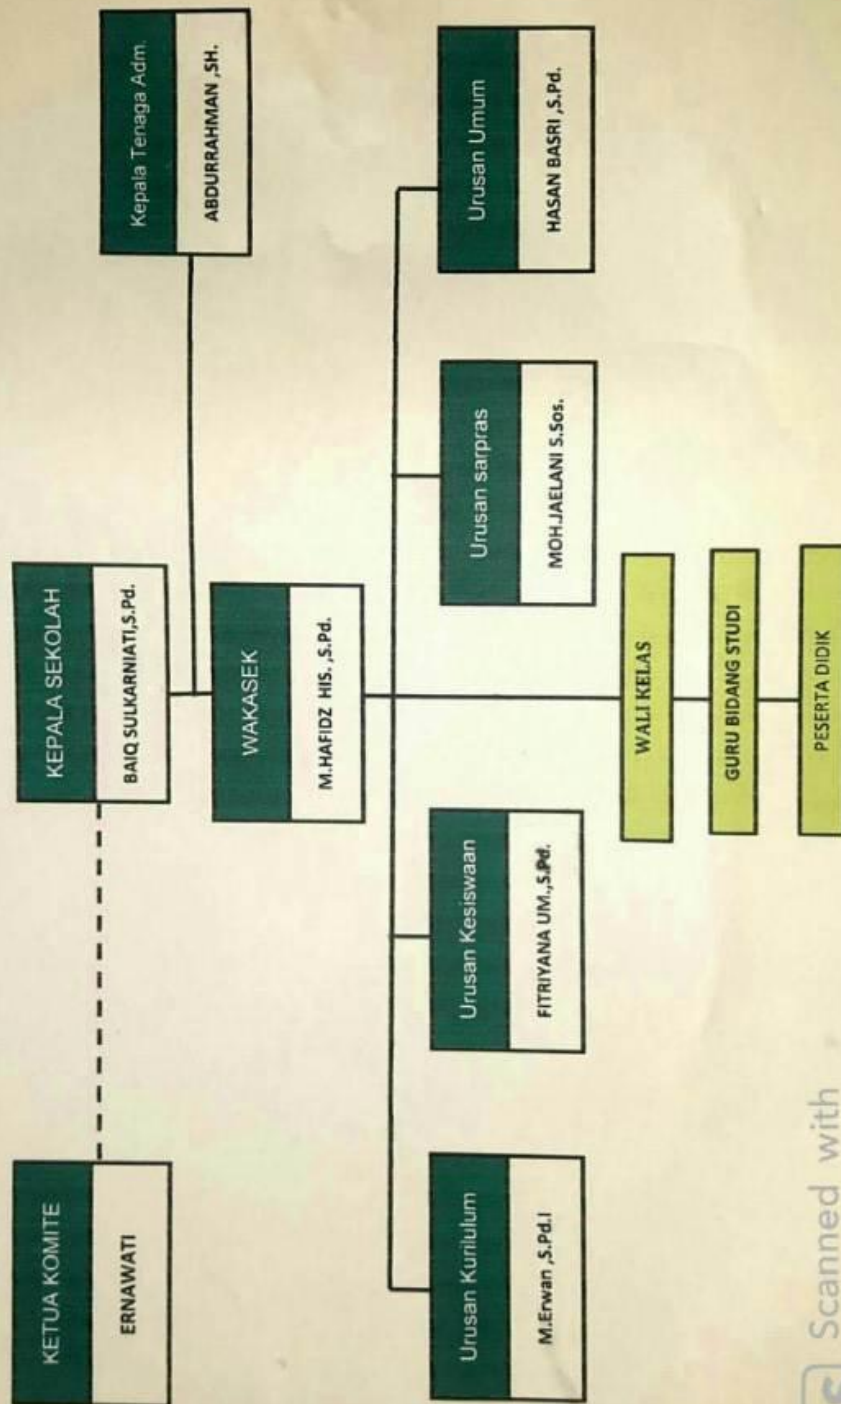 KETUA KOMITE
ERNAWATI
KEPALA SEKOLAH
BAIQ SULKARNIATI,S.Pd.
Kepala Tenaga Adm.
ABDURRAHMAN ,SH.
WAKASEK
M.HAFIDZ HIS. ,S.Pd.
Urusan Kurilulum
M.Erwan ,S.Pd.I
Urusan Kesiswaan
FITRIYANA UM.,S.Pd.
Urusan sarpras
MOH.JAELANI S.Sos.
Urusan Umum
HASAN BASRI ,S.Pd.
WALI KELAS
GURU BIDANG STUDI
PESERTA DIDIK
Scanned with